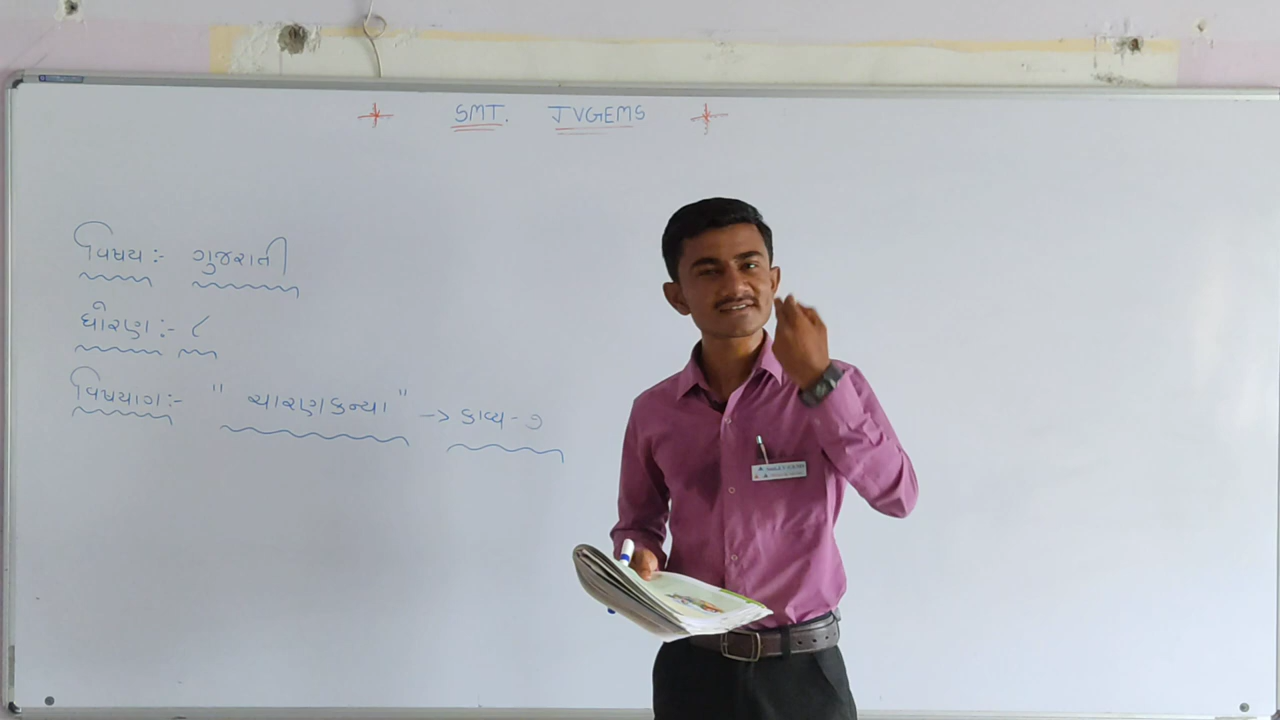 SMT. JVGEMS
વિષય :- ગુજરાતી
ધોરણ :- ૮
વિષયાંગ :- " ચારણકન્યા " -> કાવ્ય - ૭